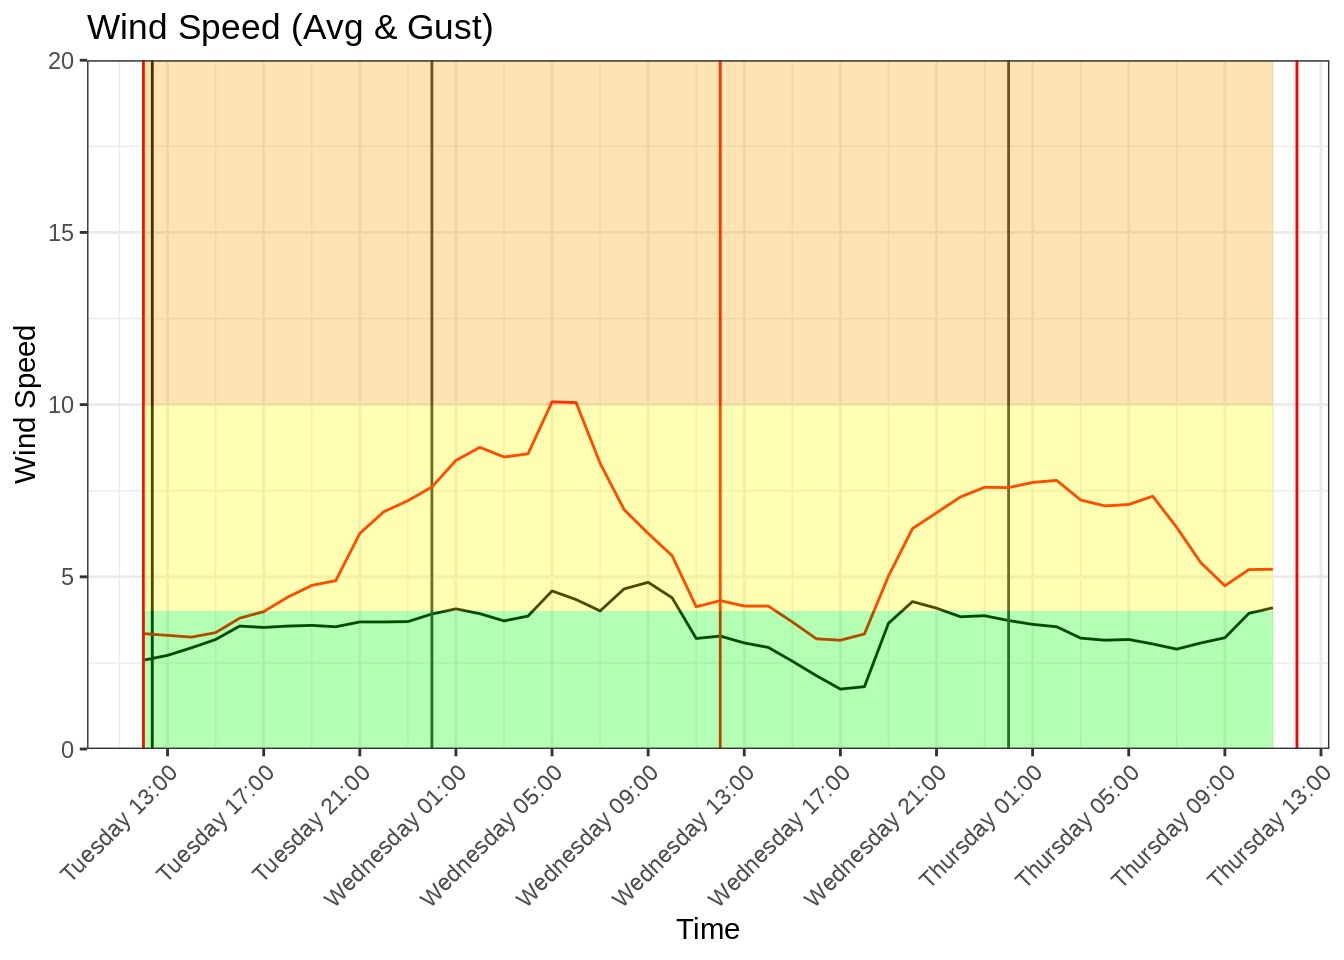 Wind Speed (Avg & Gust)
20
15
10
5
0
Wind Speed
Tuesday 13:00
Tuesday 17:00
Tuesday 21:00
Wednesday 01:00
Wednesday 05:00
Wednesday 09:00
Wednesday 13:00
Wednesday 17:00
Wednesday 21:00
Thursday 01:00
Thursday 05:00
Thursday 09:00
Thursday 13:00
Time